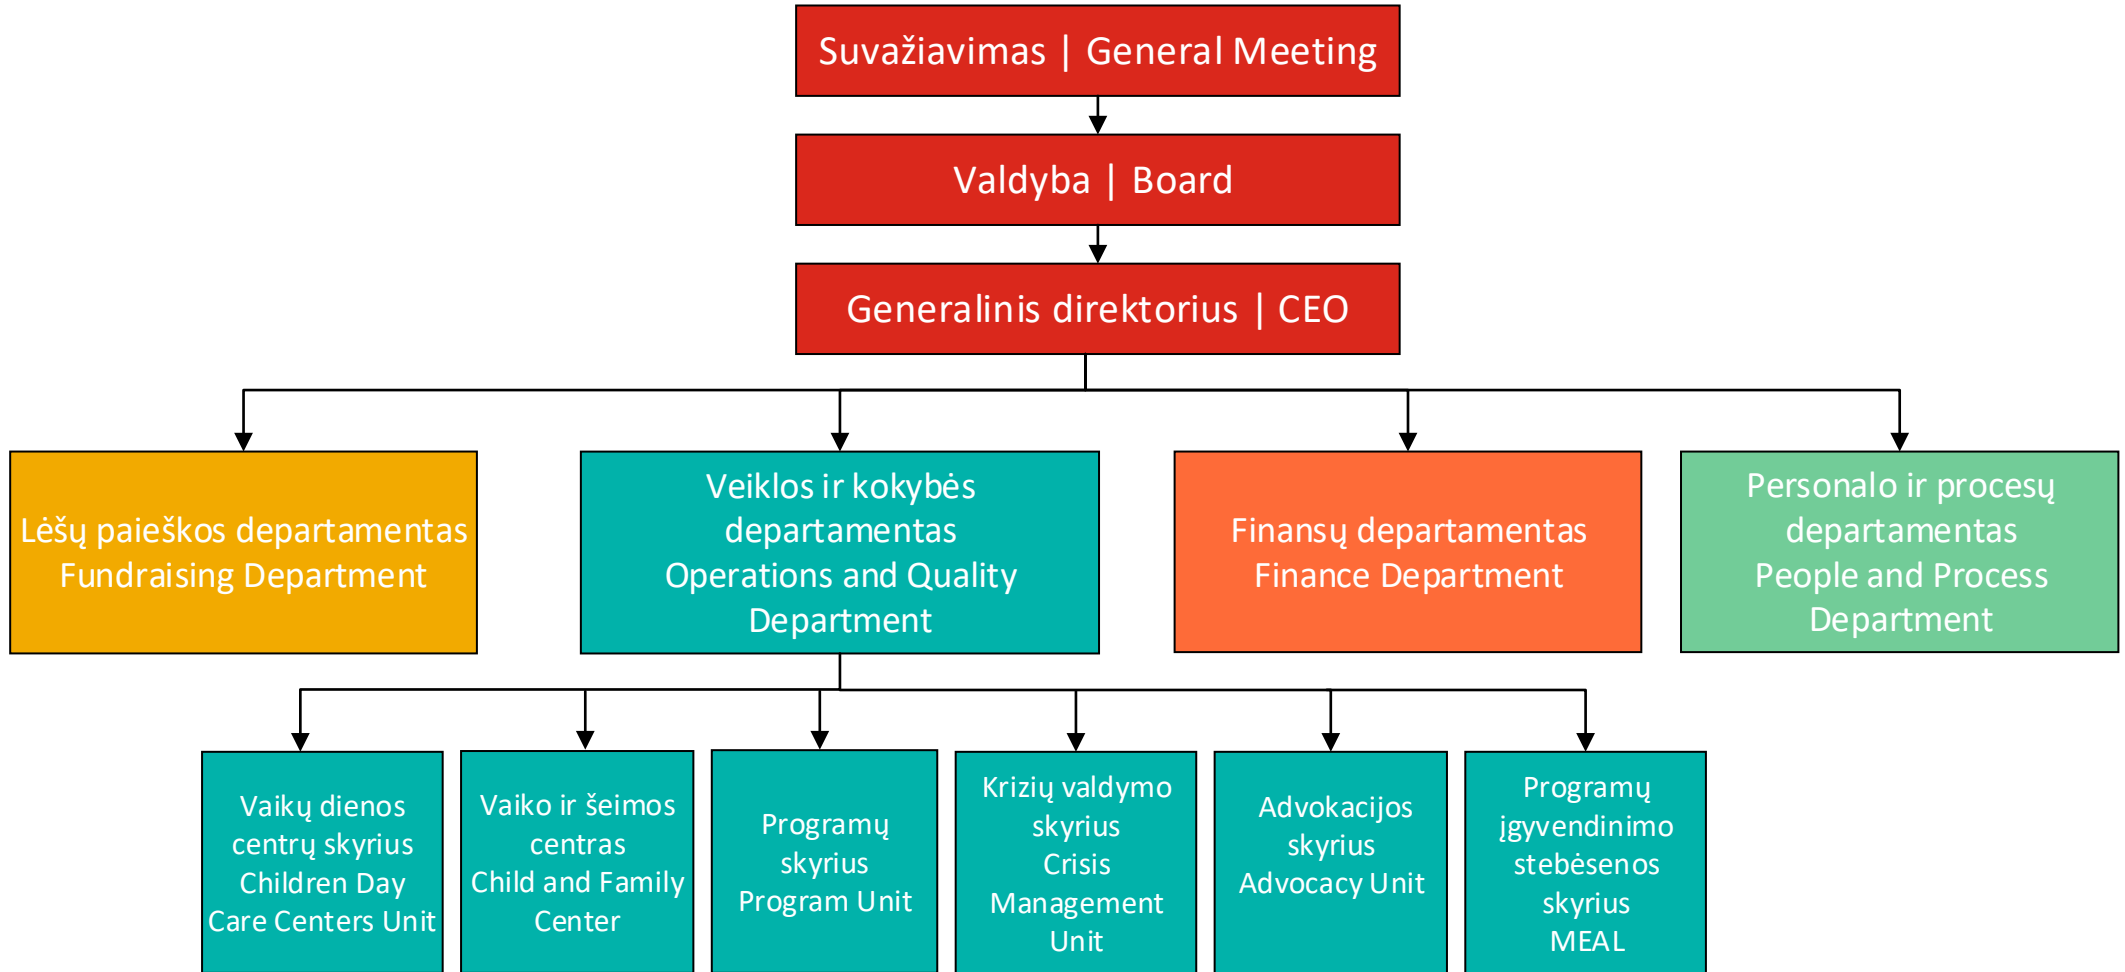 Suvažiavimas | General Meeting
Valdyba | Board
Generalinis direktorius | CEO
Lėšų paieškos departamentas
Fundraising Department
Veiklos ir kokybės
departamentas
Operations and Quality
Department
Finansų departamentas
Finance Department
Personalo ir procesų
departamentas
People and Process
Department
Vaikų dienos
centrų skyrius
Children Day
Care Centers Unit
Vaiko ir šeimos
centras
Child and Family
Center
Programų
skyrius
Program Unit
Krizių valdymo
skyrius
Crisis
Management
Unit
Advokacijos
skyrius
Advocacy Unit
Programų
įgyvendinimo
stebėsenos
skyrius
MEAL